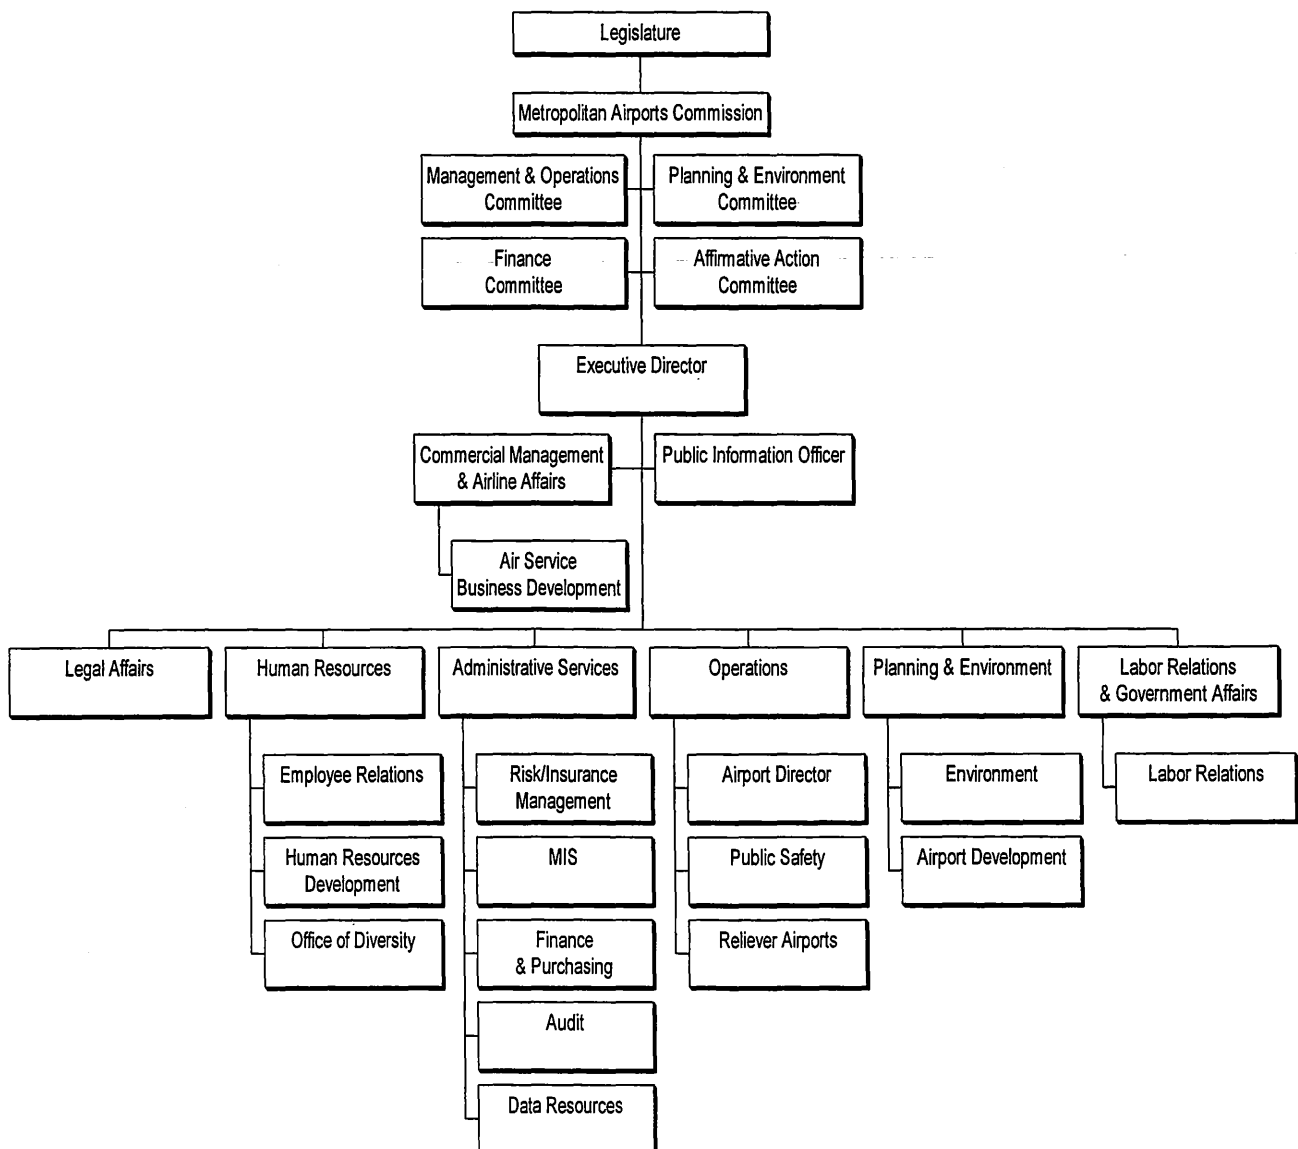 Legislature
Metropolitan Airports Commission
Management & Operations
Committee
Planning & Environment
Committee
Finance
Committee
Affirmative Action
Committee
Executive Director
Commercial Management
& Airline Affairs
Public Information Officer
Air Service
Business Development
Legal Affairs
Human Resources
Administrative Services
Operations
Planning & Environment
Labor Relations
& Government Affairs
Employee Relations
Human Resources
Development
Office of Diversity
Risk/Insurance
Management
MIS
Finance
& Purchasing
Audit
Data Resources
Airport Director
Public Safety
Reliever Airports
Environment
Airport Development
Labor Relations